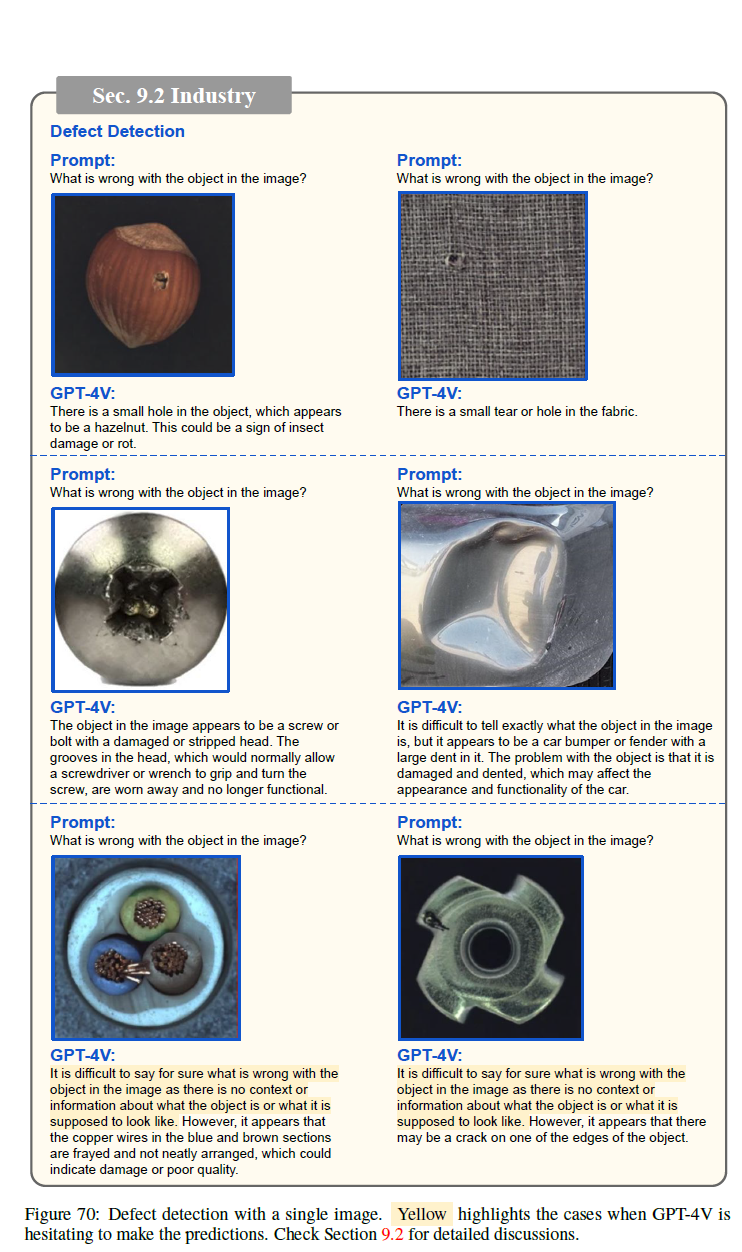 Sec. 9.2 Industry
Defect Detection
Prompt:
What is wrong with the object in the image?
GPT-4V:
There is a small hole in the object, which appears
to be a hazelnut. This could be a sign of insect
damage or rot.
Prompt:
What is wrong with the object in the image?
GPT-4V:
There is a small tear or hole in the fabric.
Prompt:
What is wrong with the object in the image?
GPT-4V:
The object in the image appears to be a screw or
bolt with a damaged or stripped head. The
grooves in the head, which would normally allow
a screwdriver or wrench to grip and turn the
screw, are worn away and no longer functional.
Prompt:
What is wrong with the object in the image?
GPT-4V:
It is difficult to tell exactly what the object in the image
is, but it appears to be a car bumper or fender with a
large dent in it. The problem with the object is that it is
damaged and dented, which may affect the
appearance and functionality of the car.
Prompt:
What is wrong with the object in the image?
GPT-4V:
It is difficult to say for sure what is wrong with the
object in the image as there is no context or
information about what the object is or what it is
supposed to look like. However, it appears that
the copper wires in the blue and brown sections
are frayed and not neatly arranged, which could
indicate damage or poor quality.
Prompt:
What is wrong with the object in the image?
GPT-4V:
It is difficult to say for sure what is wrong with the
object in the image as there is no context or
information about what the object is or what it is
supposed to look like. However, it appears that there
may be a crack on one of the edges of the object.
Figure 70: Defect detection with a single image. Yellow highlights the cases when GPT-4V is
hesitating to make the predictions. Check Section 9.2 for detailed discussions.